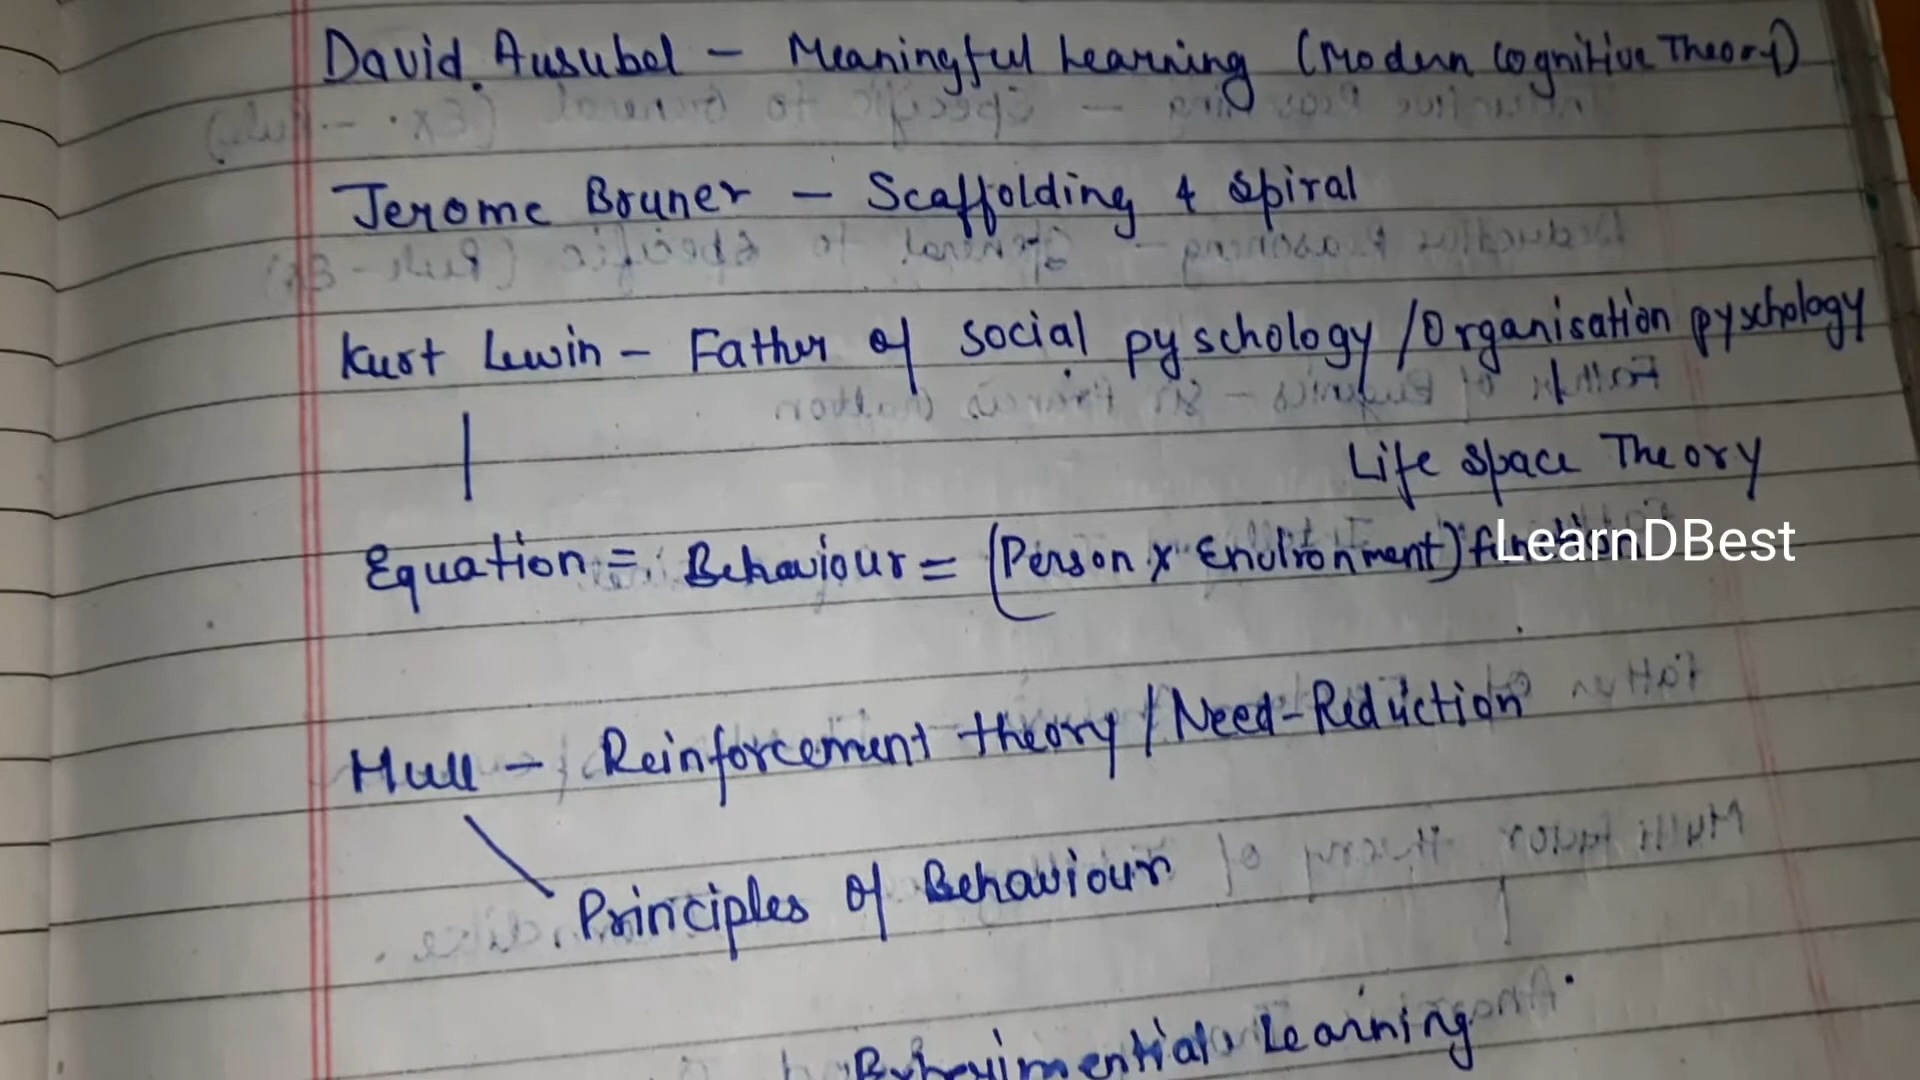 David Ausubel - Meaningful Learning (Modern Cognitive Theory)
Jerome Bruner - Scaffolding & Spiral
Kurt Lewin - Father of Social pyschology / Organisation pyschology
Life Space Theory
Equation = Behaviour = (Person x Environment) function
LearnDBest
Hull - Reinforcement theory / Need-Reduction
Principles of Behaviour
Learning